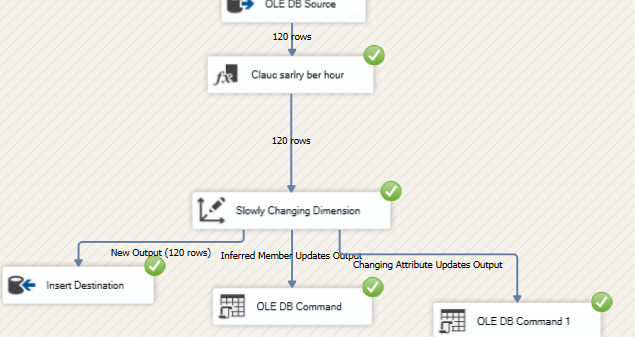 OLE DB Source
120 rows
Clauc sarlry ber hour
120 rows
Slowly Changing Dimension
New Output (120 rows)
Inferred Member Updates Output
Changing Attribute Updates Output
Insert Destination
OLE DB Command
OLE DB Command 1